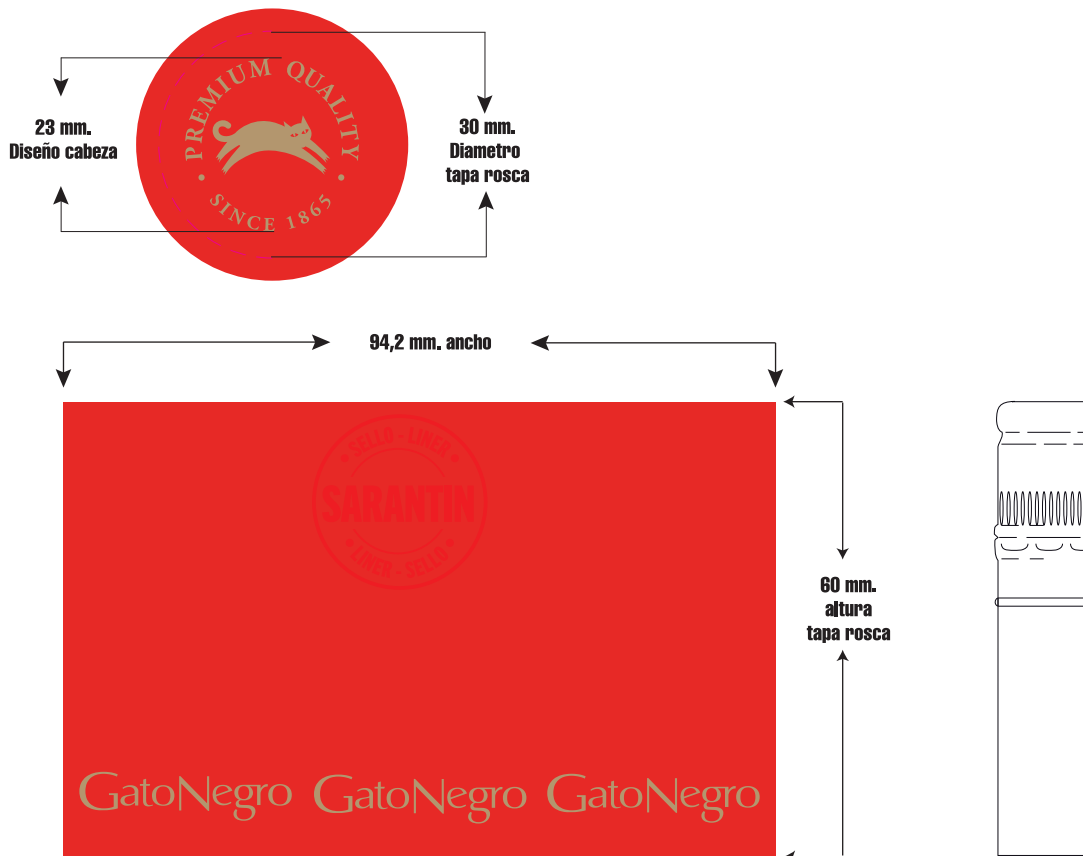 PREMIUM QUALITY
• SINCE 1865 •
23 mm.
Diseño cabeza
30 mm.
Diametro
tapa rosca
94,2 mm. ancho
• SELLO - LINER •
SARANTIN
• LINER - SELLO •
60 mm.
altura
tapa rosca
GatoNegro GatoNegro GatoNegro